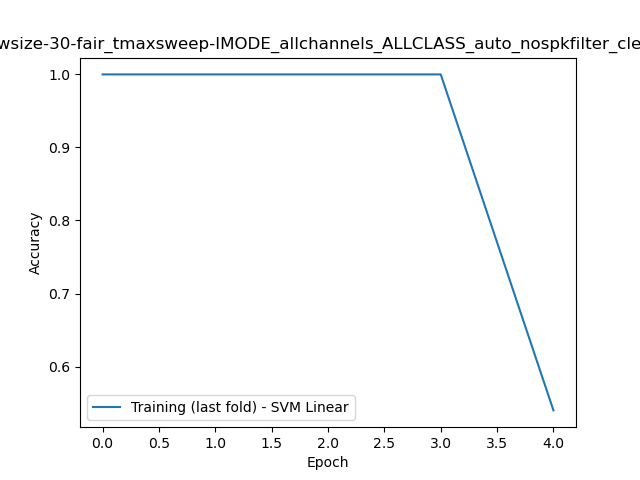 wsize-30-fair_tmaxsweep-IMODE_allchannels_ALLCLASS_auto_nospkfilter_cle
1.0
0.9
0.8
0.7
0.6
Accuracy
Training (last fold) - SVM Linear
0.0 0.5 1.0 1.5 2.0 2.5 3.0 3.5 4.0
Epoch